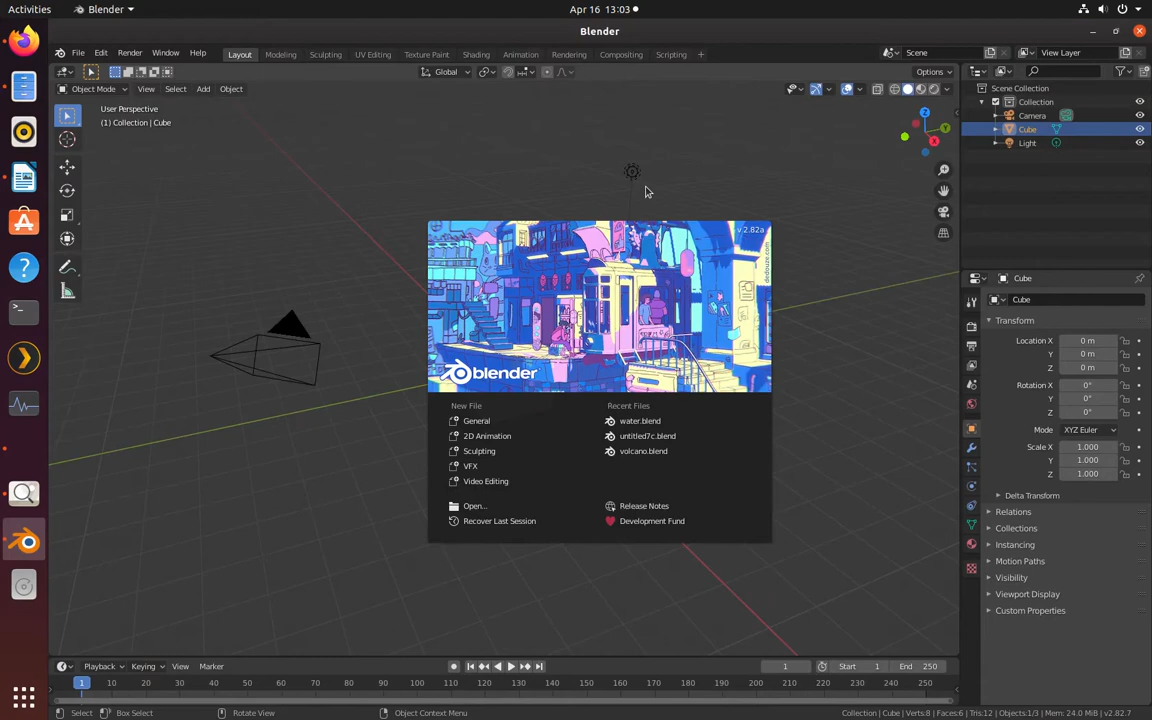 Activities
Blender
Apr 16 13:03
Blender
File
Edit
Render
Window
Help
Layout
Modeling
Sculpting
UV Editing
Texture Paint
Shading
Animation
Rendering
Compositing
Scripting
+
Scene
View Layer
Global
Options
Object Mode
View
Select
Add
Object
User Perspective
(1) Collection | Cube
Z
Y
X
Scene Collection
Collection
Camera
Cube
Light
v 2.82a
dedouze.com
blender
New File
General
2D Animation
Sculpting
VFX
Video Editing
Open...
Recover Last Session
Recent Files
water.blend
untitled7c.blend
volcano.blend
Release Notes
Development Fund
Cube
Cube
Transform
Location X 0 m
Y 0 m
Z 0 m
Rotation X 0°
Y 0°
Z 0°
Mode XYZ Euler
Scale X 1.000
Y 1.000
Z 1.000
Delta Transform
Relations
Collections
Instancing
Motion Paths
Visibility
Viewport Display
Custom Properties
Playback
Keying
View
Marker
1
Start 1
End 250
1 10 20 30 40 50 60 70 80 90 100 110 120 130 140 150 160 170 180 190 200 210 220 230 240 250
Select
Box Select
Rotate View
Object Context Menu
Collection | Cube | Verts:8 | Faces:6 | Tris:12 | Objects:1/3 | Mem: 24.0 MiB | v2.82.7